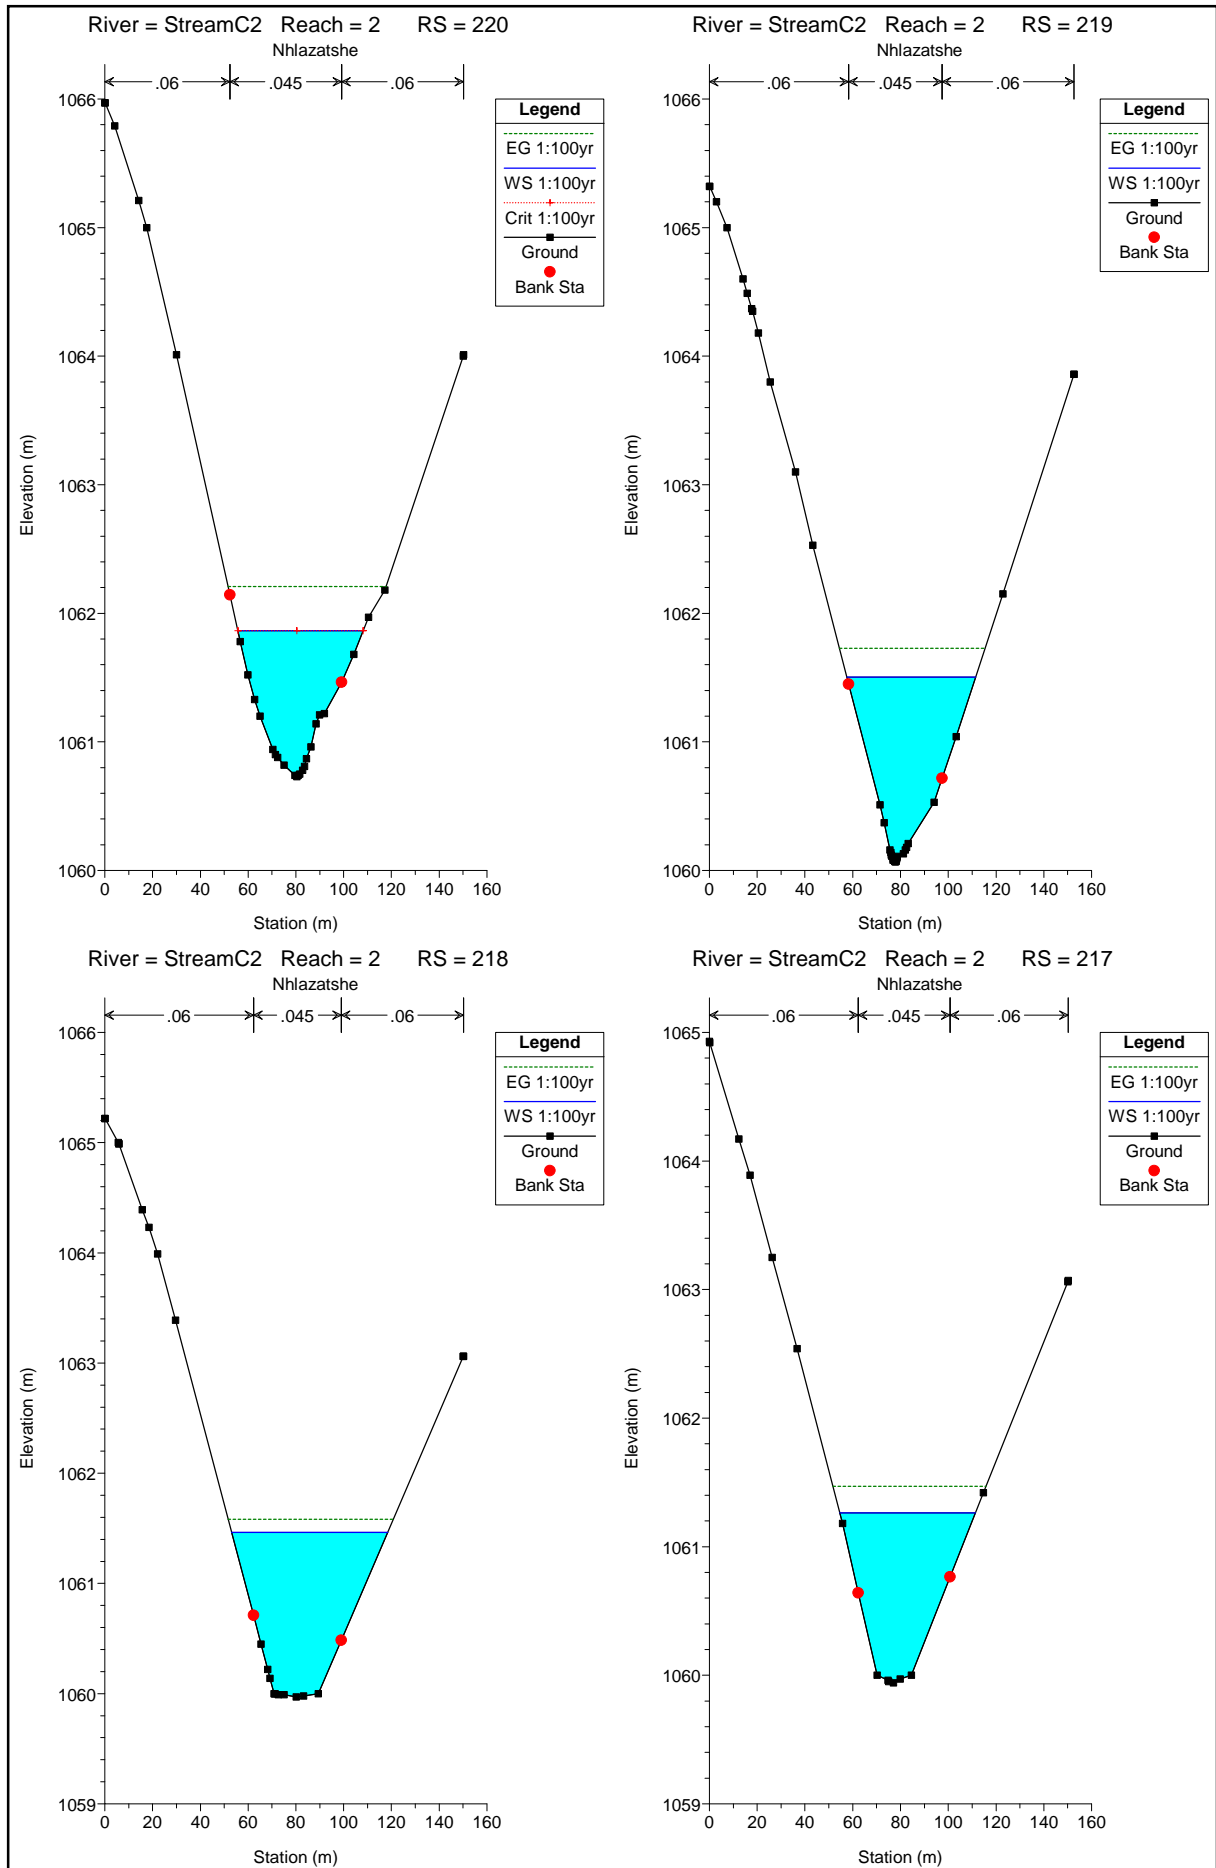 River = StreamC2 Reach = 2 RS = 220
Nhlazatshe
.06 .045 .06
1066
1065
1064
1063
1062
1061
1060
Elevation (m)
0 20 40 60 80 100 120 140 160
Station (m)
Legend
EG 1:100yr
WS 1:100yr
Crit 1:100yr
Ground
Bank Sta
River = StreamC2 Reach = 2 RS = 219
Nhlazatshe
.06 .045 .06
1066
1065
1064
1063
1062
1061
1060
Elevation (m)
0 20 40 60 80 100 120 140 160
Station (m)
Legend
EG 1:100yr
WS 1:100yr
Ground
Bank Sta
River = StreamC2 Reach = 2 RS = 218
Nhlazatshe
.06 .045 .06
1066
1065
1064
1063
1062
1061
1060
1059
Elevation (m)
0 20 40 60 80 100 120 140 160
Station (m)
Legend
EG 1:100yr
WS 1:100yr
Ground
Bank Sta
River = StreamC2 Reach = 2 RS = 217
Nhlazatshe
.06 .045 .06
1065
1064
1063
1062
1061
1060
1059
Elevation (m)
0 20 40 60 80 100 120 140 160
Station (m)
Legend
EG 1:100yr
WS 1:100yr
Ground
Bank Sta